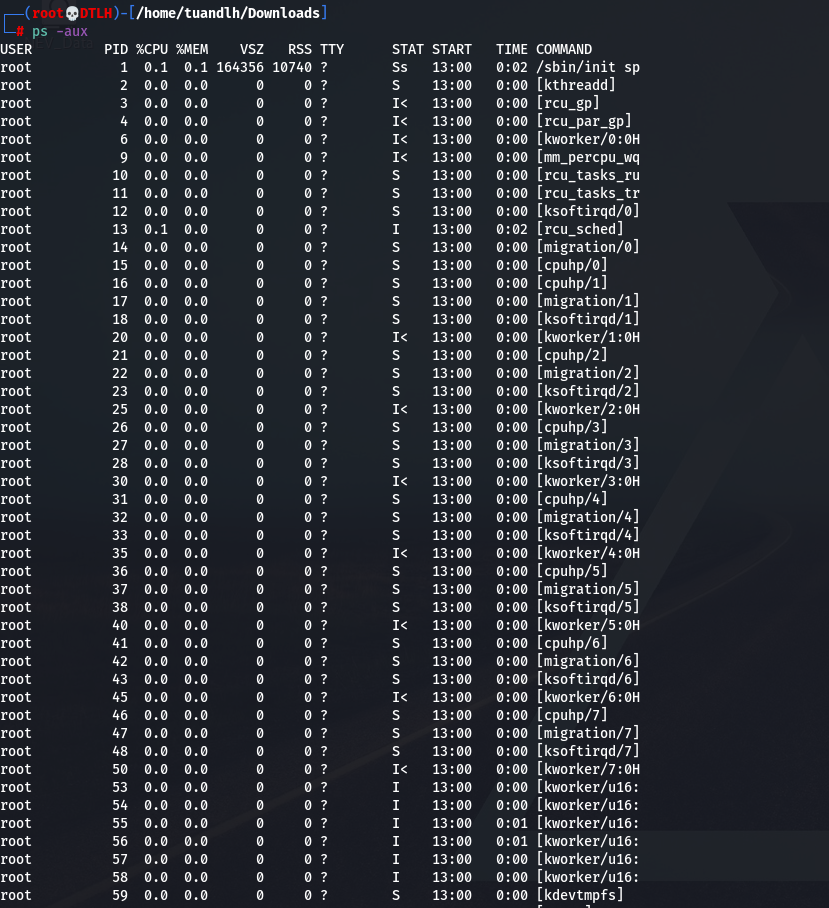 ┌──(root💀DTLH)-[/home/tuandlh/Downloads]
└─# ps -aux
USER         PID %CPU %MEM    VSZ   RSS TTY      STAT START   TIME COMMAND
root           1  0.1  0.1 164356 10740 ?        Ss   13:00   0:02 /sbin/init sp
root           2  0.0  0.0      0     0 ?        S    13:00   0:00 [kthreadd]
root           3  0.0  0.0      0     0 ?        I<   13:00   0:00 [rcu_gp]
root           4  0.0  0.0      0     0 ?        I<   13:00   0:00 [rcu_par_gp]
root           6  0.0  0.0      0     0 ?        I<   13:00   0:00 [kworker/0:0H
root           9  0.0  0.0      0     0 ?        I<   13:00   0:00 [mm_percpu_wq
root          10  0.0  0.0      0     0 ?        S    13:00   0:00 [rcu_tasks_ru
root          11  0.0  0.0      0     0 ?        S    13:00   0:00 [rcu_tasks_tr
root          12  0.0  0.0      0     0 ?        S    13:00   0:00 [ksoftirqd/0]
root          13  0.1  0.0      0     0 ?        I    13:00   0:02 [rcu_sched]
root          14  0.0  0.0      0     0 ?        S    13:00   0:00 [migration/0]
root          15  0.0  0.0      0     0 ?        S    13:00   0:00 [cpuhp/0]
root          16  0.0  0.0      0     0 ?        S    13:00   0:00 [cpuhp/1]
root          17  0.0  0.0      0     0 ?        S    13:00   0:00 [migration/1]
root          18  0.0  0.0      0     0 ?        S    13:00   0:00 [ksoftirqd/1]
root          20  0.0  0.0      0     0 ?        I<   13:00   0:00 [kworker/1:0H
root          21  0.0  0.0      0     0 ?        S    13:00   0:00 [cpuhp/2]
root          22  0.0  0.0      0     0 ?        S    13:00   0:00 [migration/2]
root          23  0.0  0.0      0     0 ?        S    13:00   0:00 [ksoftirqd/2]
root          25  0.0  0.0      0     0 ?        I<   13:00   0:00 [kworker/2:0H
root          26  0.0  0.0      0     0 ?        S    13:00   0:00 [cpuhp/3]
root          27  0.0  0.0      0     0 ?        S    13:00   0:00 [migration/3]
root          28  0.0  0.0      0     0 ?        S    13:00   0:00 [ksoftirqd/3]
root          30  0.0  0.0      0     0 ?        I<   13:00   0:00 [kworker/3:0H
root          31  0.0  0.0      0     0 ?        S    13:00   0:00 [cpuhp/4]
root          32  0.0  0.0      0     0 ?        S    13:00   0:00 [migration/4]
root          33  0.0  0.0      0     0 ?        S    13:00   0:00 [ksoftirqd/4]
root          35  0.0  0.0      0     0 ?        I<   13:00   0:00 [kworker/4:0H
root          36  0.0  0.0      0     0 ?        S    13:00   0:00 [cpuhp/5]
root          37  0.0  0.0      0     0 ?        S    13:00   0:00 [migration/5]
root          38  0.0  0.0      0     0 ?        S    13:00   0:00 [ksoftirqd/5]
root          40  0.0  0.0      0     0 ?        I<   13:00   0:00 [kworker/5:0H
root          41  0.0  0.0      0     0 ?        S    13:00   0:00 [cpuhp/6]
root          42  0.0  0.0      0     0 ?        S    13:00   0:00 [migration/6]
root          43  0.0  0.0      0     0 ?        S    13:00   0:00 [ksoftirqd/6]
root          45  0.0  0.0      0     0 ?        I<   13:00   0:00 [kworker/6:0H
root          46  0.0  0.0      0     0 ?        S    13:00   0:00 [cpuhp/7]
root          47  0.0  0.0      0     0 ?        S    13:00   0:00 [migration/7]
root          48  0.0  0.0      0     0 ?        S    13:00   0:00 [ksoftirqd/7]
root          50  0.0  0.0      0     0 ?        I<   13:00   0:00 [kworker/7:0H
root          53  0.0  0.0      0     0 ?        I    13:00   0:00 [kworker/u16:
root          54  0.0  0.0      0     0 ?        I    13:00   0:00 [kworker/u16:
root          55  0.0  0.0      0     0 ?        I    13:00   0:01 [kworker/u16:
root          56  0.0  0.0      0     0 ?        I    13:00   0:01 [kworker/u16:
root          57  0.0  0.0      0     0 ?        I    13:00   0:00 [kworker/u16:
root          58  0.0  0.0      0     0 ?        I    13:00   0:00 [kworker/u16:
root          59  0.0  0.0      0     0 ?        S    13:00   0:00 [kdevtmpfs]